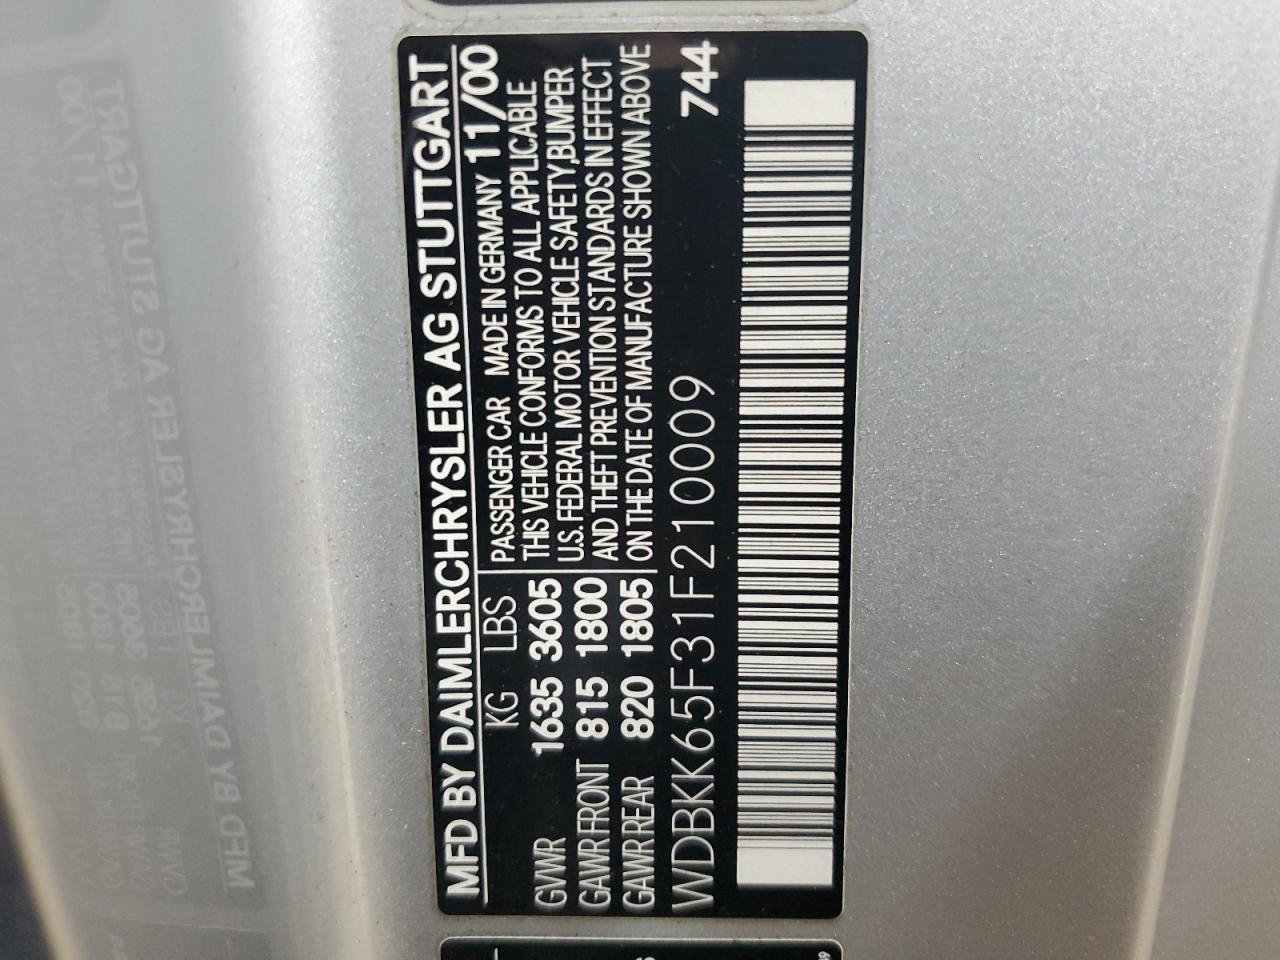 MFD BY DAIMLERCHRYSLER AG STUTTGART
KG LBS PASSENGER CAR MADE IN GERMANY 11/00
GVWR 1635 3605 THIS VEHICLE CONFORMS TO ALL APPLICABLE
GAWR FRONT 815 1800 U.S. FEDERAL MOTOR VEHICLE SAFETY,BUMPER
GAWR REAR 820 1805 AND THEFT PREVENTION STANDARDS IN EFFECT
ON THE DATE OF MANUFACTURE SHOWN ABOVE
WDBKK65F31F210009 744